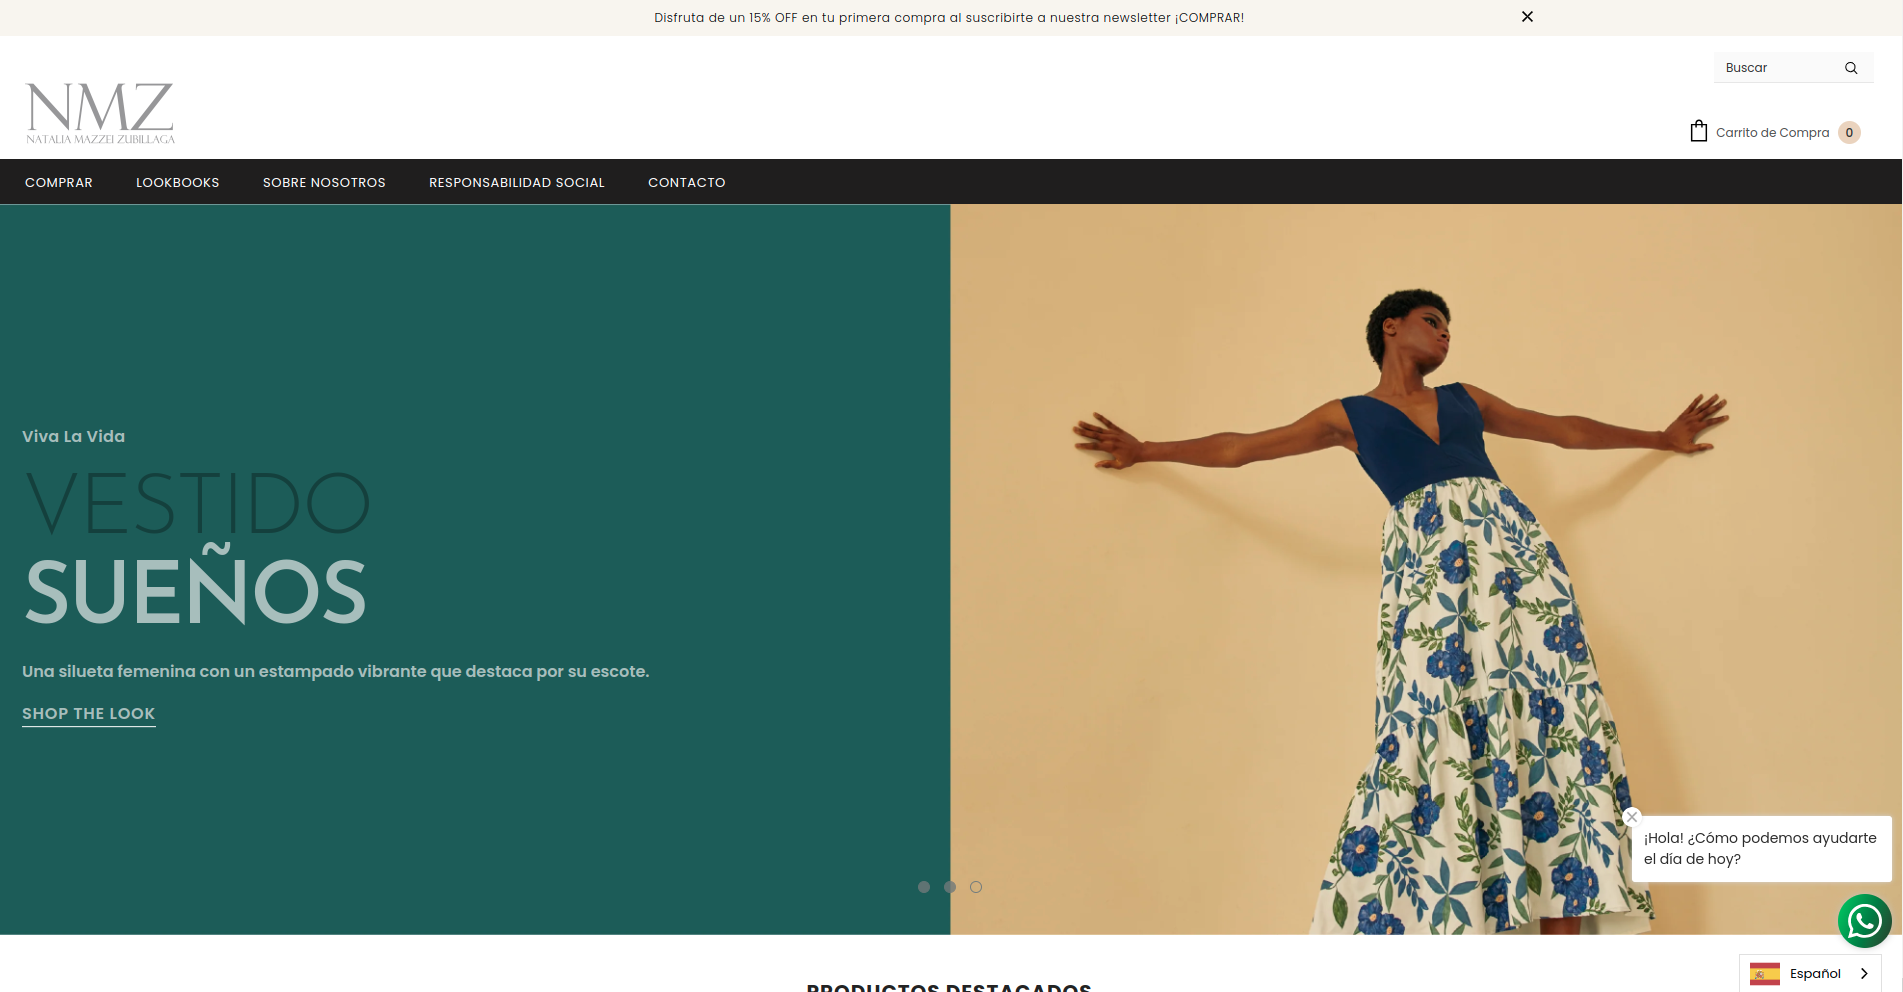 Disfruta de un 15% OFF en tu primera compra al suscribirte a nuestra newsletter ¡COMPRAR!
Buscar
NMZ
NATALIA MAZZEI ZUBILLAGA
Carrito de Compra 0
COMPRAR LOOKBOOKS SOBRE NOSOTROS RESPONSABILIDAD SOCIAL CONTACTO
Viva La Vida
VESTIDO
SUEÑOS
Una silueta femenina con un estampado vibrante que destaca por su escote.
SHOP THE LOOK
¡Hola! ¿Cómo podemos ayudarte
el día de hoy?
Español
PRODUCTOS DESTACADOS